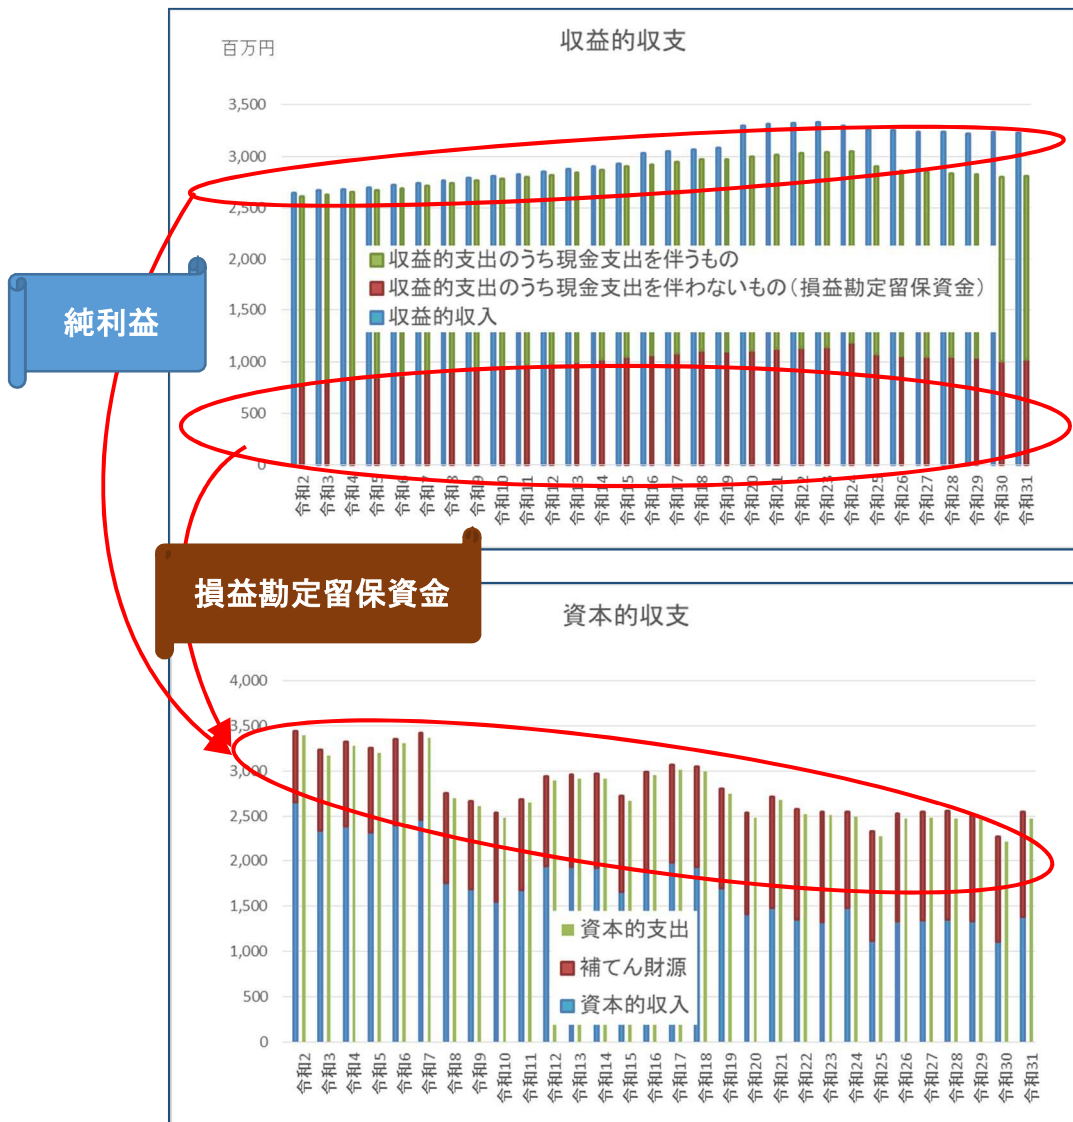 収益的収支
百万円
3,500
3,000
2,500
2,000
1,500
1,000
500
0
収益的支出のうち現金支出を伴うもの
収益的支出のうち現金支出を伴わないもの（損益勘定留保資金）
収益的収入
令和2 令和3 令和4 令和5 令和6 令和7 令和8 令和9 令和10 令和11 令和12 令和13 令和14 令和15 令和16 令和17 令和18 令和19 令和20 令和21 令和22 令和23 令和24 令和25 令和26 令和27 令和28 令和29 令和30 令和31
純利益
損益勘定留保資金
資本的収支
4,000
3,500
3,000
2,500
2,000
1,500
1,000
500
0
資本的支出
補てん財源
資本的収入
令和2 令和3 令和4 令和5 令和6 令和7 令和8 令和9 令和10 令和11 令和12 令和13 令和14 令和15 令和16 令和17 令和18 令和19 令和20 令和21 令和22 令和23 令和24 令和25 令和26 令和27 令和28 令和29 令和30 令和31